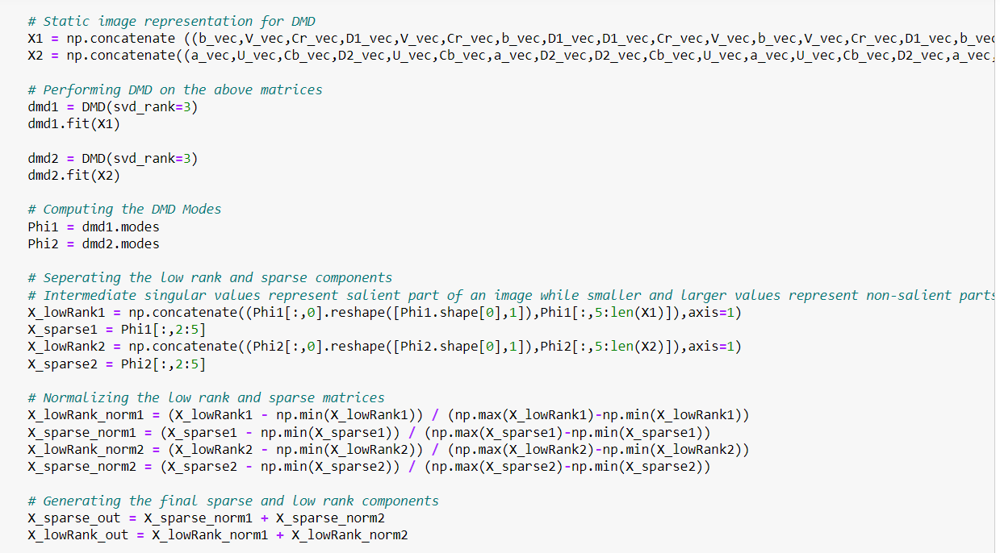 # Static image representation for DMD
X1 = np.concatenate ((b_vec,V_vec,Cr_vec,D1_vec,V_vec,Cr_vec,b_vec,D1_vec,D1_vec,Cr_vec,V_vec,b_vec,V_vec,Cr_vec,D1_vec,b_vec
X2 = np.concatenate((a_vec,U_vec,Cb_vec,D2_vec,U_vec,Cb_vec,a_vec,D2_vec,D2_vec,Cb_vec,U_vec,a_vec,U_vec,Cb_vec,D2_vec,a_vec,
# Performing DMD on the above matrices
dmd1 = DMD(svd_rank=3)
dmd1.fit(X1)
dmd2 = DMD(svd_rank=3)
dmd2.fit(X2)
# Computing the DMD Modes
Phi1 = dmd1.modes
Phi2 = dmd2.modes
# Seperating the low rank and sparse components
# Intermediate singular values represent salient part of an image while smaller and larger values represent non-salient parts
X_lowRank1 = np.concatenate((Phi1[:,0].reshape([Phi1.shape[0],1]),Phi1[:,5:len(X1)]),axis=1)
X_sparse1 = Phi1[:,2:5]
X_lowRank2 = np.concatenate((Phi2[:,0].reshape([Phi2.shape[0],1]),Phi2[:,5:len(X2)]),axis=1)
X_sparse2 = Phi2[:,2:5]
# Normalizing the low rank and sparse matrices
X_lowRank_norm1 = (X_lowRank1 - np.min(X_lowRank1)) / (np.max(X_lowRank1)-np.min(X_lowRank1))
X_sparse_norm1 = (X_sparse1 - np.min(X_sparse1)) / (np.max(X_sparse1)-np.min(X_sparse1))
X_lowRank_norm2 = (X_lowRank2 - np.min(X_lowRank2)) / (np.max(X_lowRank2)-np.min(X_lowRank2))
X_sparse_norm2 = (X_sparse2 - np.min(X_sparse2)) / (np.max(X_sparse2)-np.min(X_sparse2))
# Generating the final sparse and low rank components
X_sparse_out = X_sparse_norm1 + X_sparse_norm2
X_lowRank_out = X_lowRank_norm1 + X_lowRank_norm2